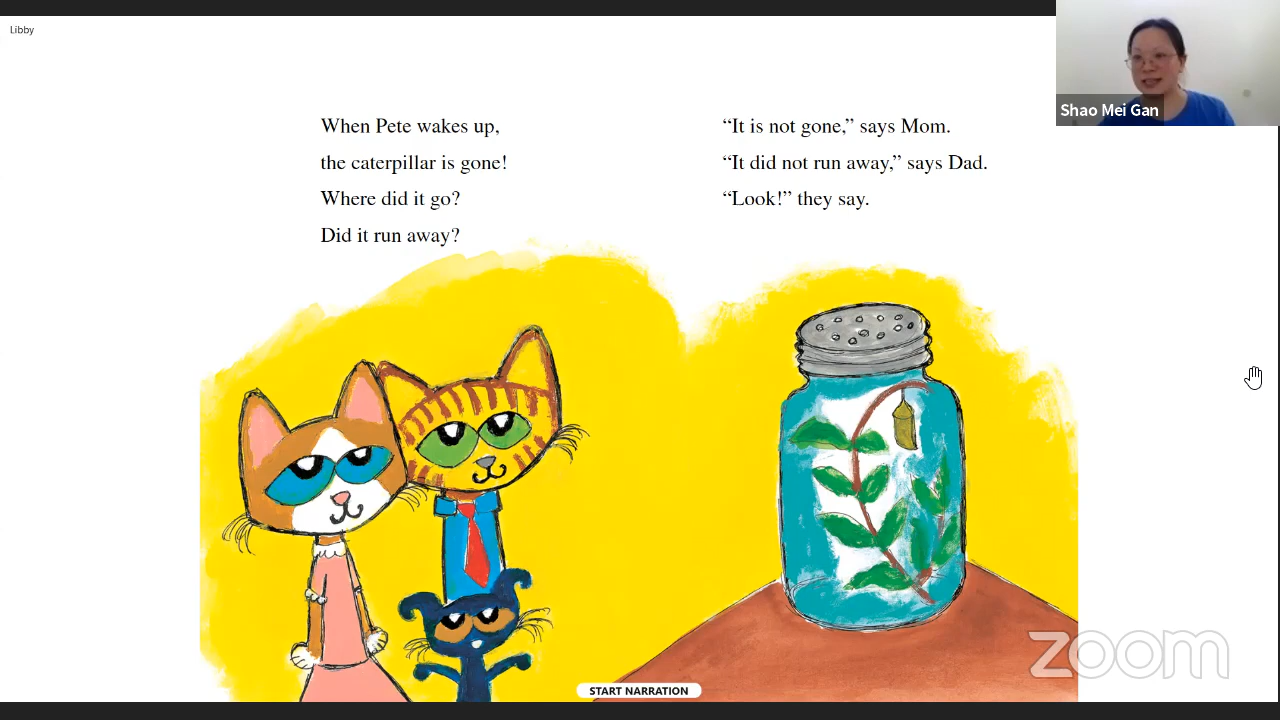 Libby
Shao Mei Gan
When Pete wakes up,
the caterpillar is gone!
Where did it go?
Did it run away?
“It is not gone,” says Mom.
“It did not run away,” says Dad.
“Look!” they say.
zoom
START NARRATION